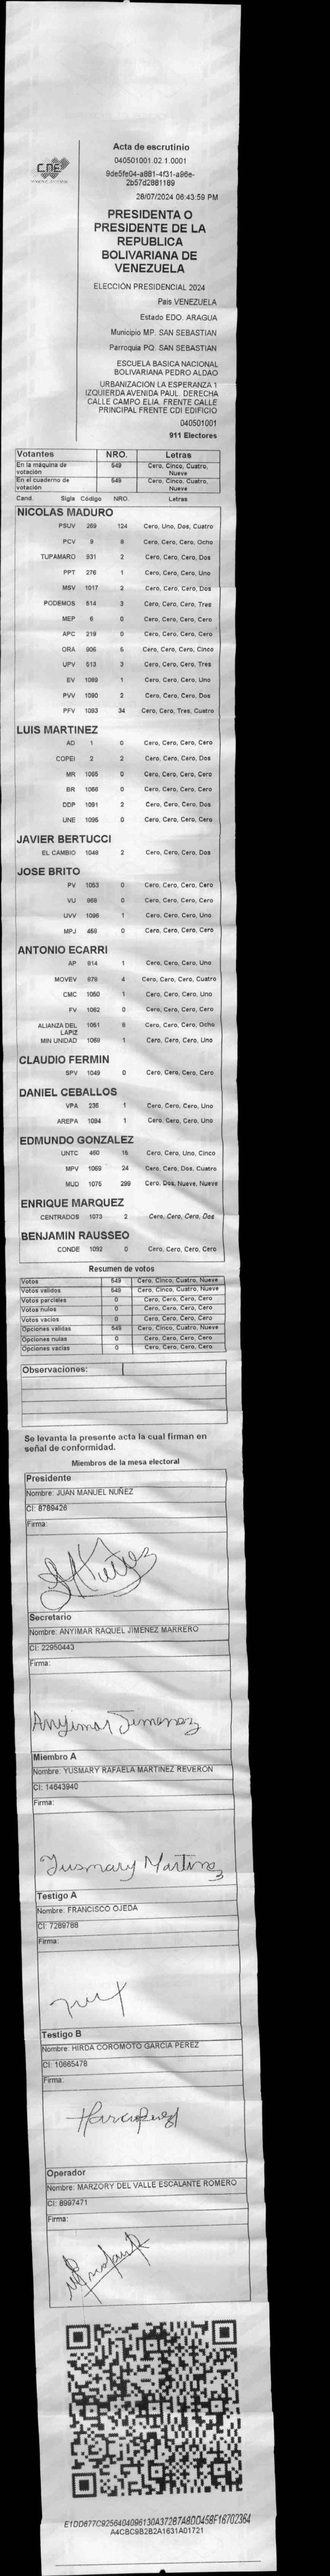 CNE
Acta de escrutinio
040501001.02.1.0001
9de5fe04-a881-4f31-a96e-
2b57d2881189
28/07/2024 06:43:59 PM
PRESIDENTA O
PRESIDENTE DE LA
REPUBLICA
BOLIVARIANA DE
VENEZUELA
ELECCIÓN PRESIDENCIAL 2024
Pais VENEZUELA
Estado EDO. ARAGUA
Municipio MP. SAN SEBASTIAN
Parroquia PQ. SAN SEBASTIAN
ESCUELA BASICA NACIONAL
BOLIVARIANA PEDRO ALDAO
URBANIZACIÓN LA ESPERANZA 1
IZQUIERDA AVENIDA PAUL. DERECHA
CALLE CAMPO ELIA. FRENTE CALLE
PRINCIPAL FRENTE CDI EDIFICIO
040501001
911 Electores
Votantes NRO. Letras
En la máquina de votación 549 Cero, Cinco, Cuatro, Nueve
En el cuaderno de votación 549 Cero, Cinco, Cuatro, Nueve
Cand. Sigla Código NRO. Letras
NICOLAS MADURO
PSUV 269 124 Cero, Uno, Dos, Cuatro
PCV 9 8 Cero, Cero, Cero, Ocho
TUPAMARO 931 2 Cero, Cero, Cero, Dos
PPT 276 1 Cero, Cero, Cero, Uno
MSV 1017 2 Cero, Cero, Cero, Dos
PODEMOS 514 3 Cero, Cero, Cero, Tres
MEP 6 0 Cero, Cero, Cero, Cero
APC 219 0 Cero, Cero, Cero, Cero
ORA 906 5 Cero, Cero, Cero, Cinco
UPV 513 3 Cero, Cero, Cero, Tres
EV 1089 1 Cero, Cero, Cero, Uno
PVV 1090 2 Cero, Cero, Cero, Dos
PFV 1093 34 Cero, Cero, Tres, Cuatro
LUIS MARTINEZ
AD 1 0 Cero, Cero, Cero, Cero
COPEI 2 2 Cero, Cero, Cero, Dos
MR 1065 0 Cero, Cero, Cero, Cero
BR 1066 0 Cero, Cero, Cero, Cero
DDP 1091 2 Cero, Cero, Cero, Dos
UNE 1095 0 Cero, Cero, Cero, Cero
JAVIER BERTUCCI
EL CAMBIO 1048 2 Cero, Cero, Cero, Dos
JOSE BRITO
PV 1053 0 Cero, Cero, Cero, Cero
VU 968 0 Cero, Cero, Cero, Cero
UVV 1096 1 Cero, Cero, Cero, Uno
MPJ 459 0 Cero, Cero, Cero, Cero
ANTONIO ECARRI
AP 914 1 Cero, Cero, Cero, Uno
MOVEV 978 4 Cero, Cero, Cero, Cuatro
CMC 1050 1 Cero, Cero, Cero, Uno
FV 1062 0 Cero, Cero, Cero, Cero
ALIANZA DEL LAPIZ 1051 8 Cero, Cero, Cero, Ocho
MIN UNIDAD 1069 1 Cero, Cero, Cero, Uno
CLAUDIO FERMIN
SPV 1049 0 Cero, Cero, Cero, Cero
DANIEL CEBALLOS
VPA 236 1 Cero, Cero, Cero, Uno
AREPA 1094 1 Cero, Cero, Cero, Uno
EDMUNDO GONZALEZ
UNTC 460 15 Cero, Cero, Uno, Cinco
MPV 1069 24 Cero, Cero, Dos, Cuatro
MUD 1075 299 Cero, Dos, Nueve, Nueve
ENRIQUE MARQUEZ
CENTRADOS 1073 2 Cero, Cero, Cero, Dos
BENJAMIN RAUSSEO
CONDE 1092 0 Cero, Cero, Cero, Cero
Resumen de votos
Votos 549 Cero, Cinco, Cuatro, Nueve
Votos validos 549 Cero, Cinco, Cuatro, Nueve
Votos parciales 0 Cero, Cero, Cero, Cero
Votos nulos 0 Cero, Cero, Cero, Cero
Votos vacios 0 Cero, Cero, Cero, Cero
Opciones validas 549 Cero, Cinco, Cuatro, Nueve
Opciones nulas 0 Cero, Cero, Cero, Cero
Opciones vacias 0 Cero, Cero, Cero, Cero
Observaciones:
Se levanta la presente acta la cual firman en
señal de conformidad.
Miembros de la mesa electoral
Presidente
Nombre: JUAN MANUEL NUÑEZ
CI: 8789426
Firma:
Secretario
Nombre: ANYIMAR RAQUEL JIMENEZ MARRERO
CI: 22950443
Firma:
Anyimar Jimenez
Miembro A
Nombre: YUSMARY RAFAELA MARTINEZ REVERÓN
CI: 14643940
Firma:
Yusmary Martinez
Testigo A
Nombre: FRANCISCO OJEDA
CI: 7289788
Firma:
Testigo B
Nombre: HIRDA COROMOTO GARCIA PEREZ
CI: 10665478
Firma:
Operador
Nombre: MARZORY DEL VALLE ESCALANTE ROMERO
CI: 8997471
Firma:
E1DD677C9256404096130A37287A8DD458F16702364
A4CBC9B2B2A1631A01721